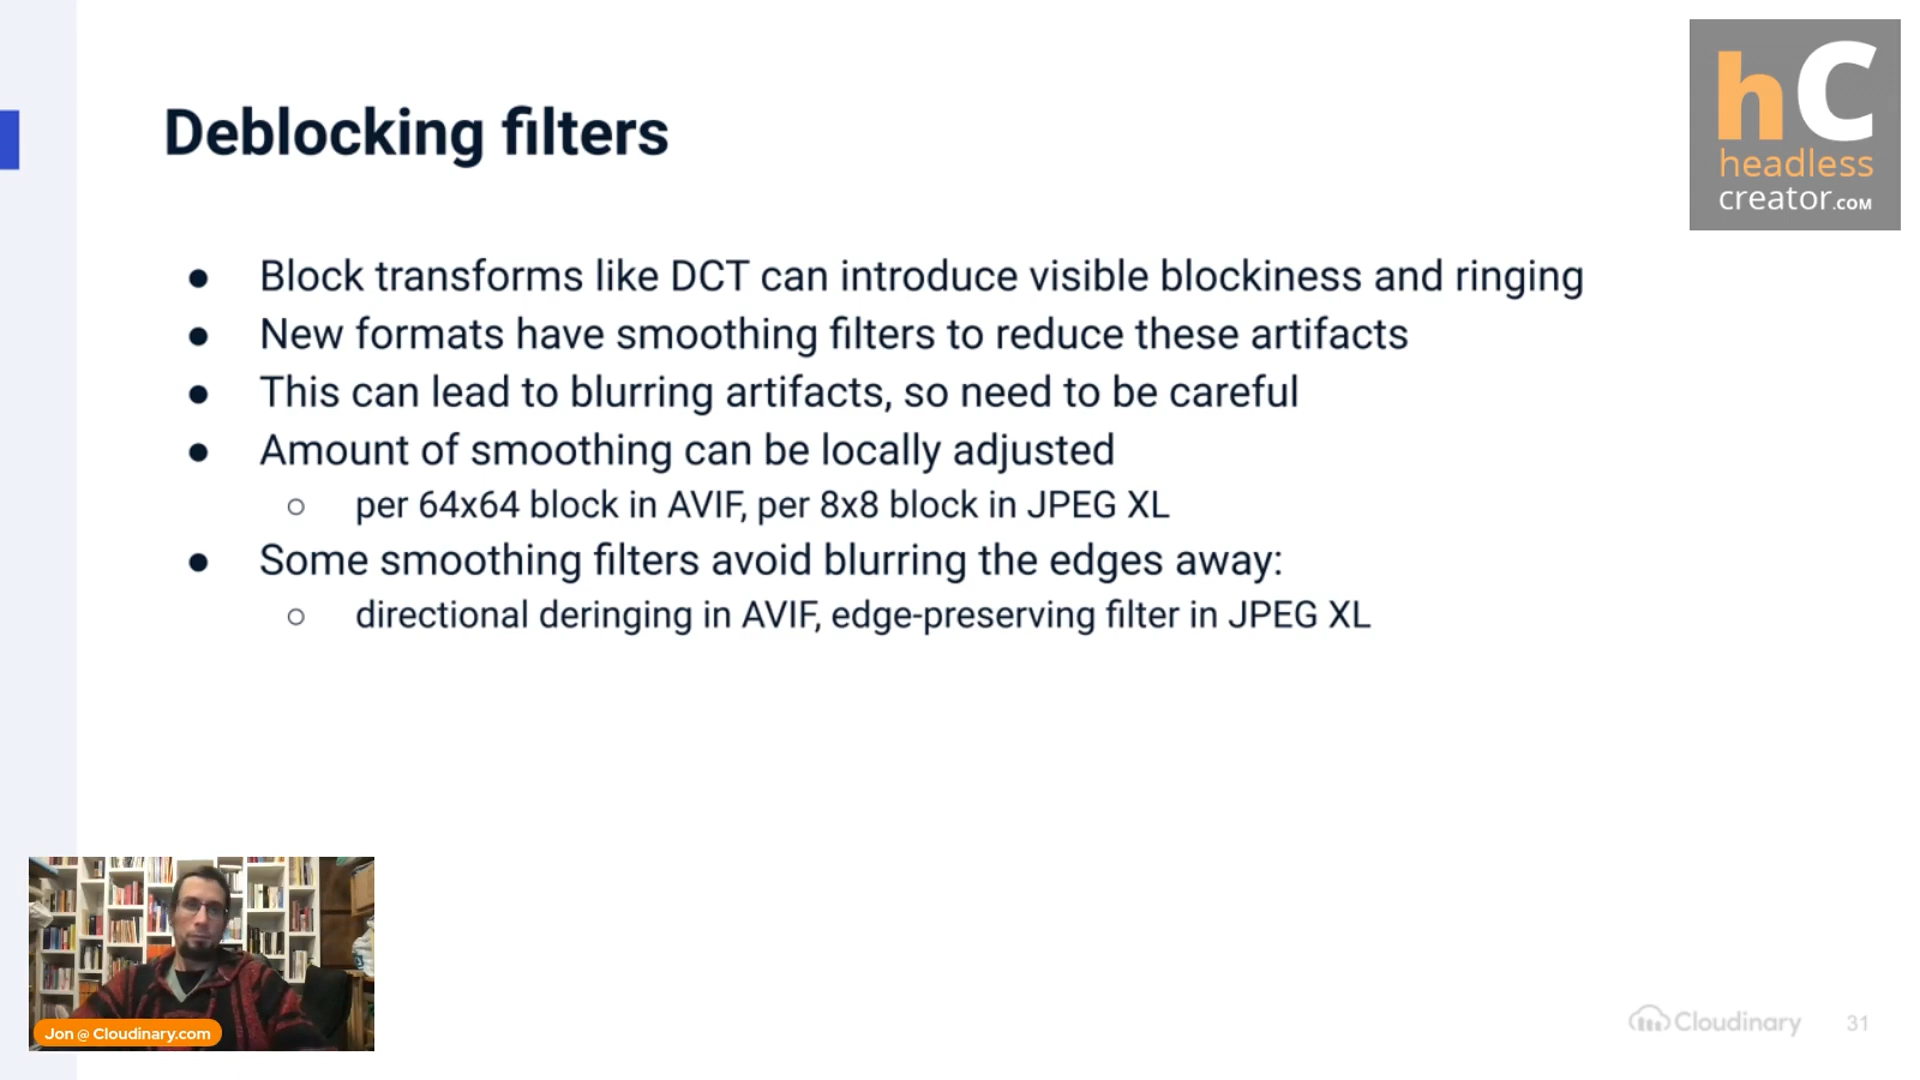 hC
headless
creator.COM
Deblocking filters
● Block transforms like DCT can introduce visible blockiness and ringing
● New formats have smoothing filters to reduce these artifacts
● This can lead to blurring artifacts, so need to be careful
● Amount of smoothing can be locally adjusted
○ per 64x64 block in AVIF, per 8x8 block in JPEG XL
● Some smoothing filters avoid blurring the edges away:
○ directional deringing in AVIF, edge-preserving filter in JPEG XL
Jon @ Cloudinary.com
Cloudinary 31